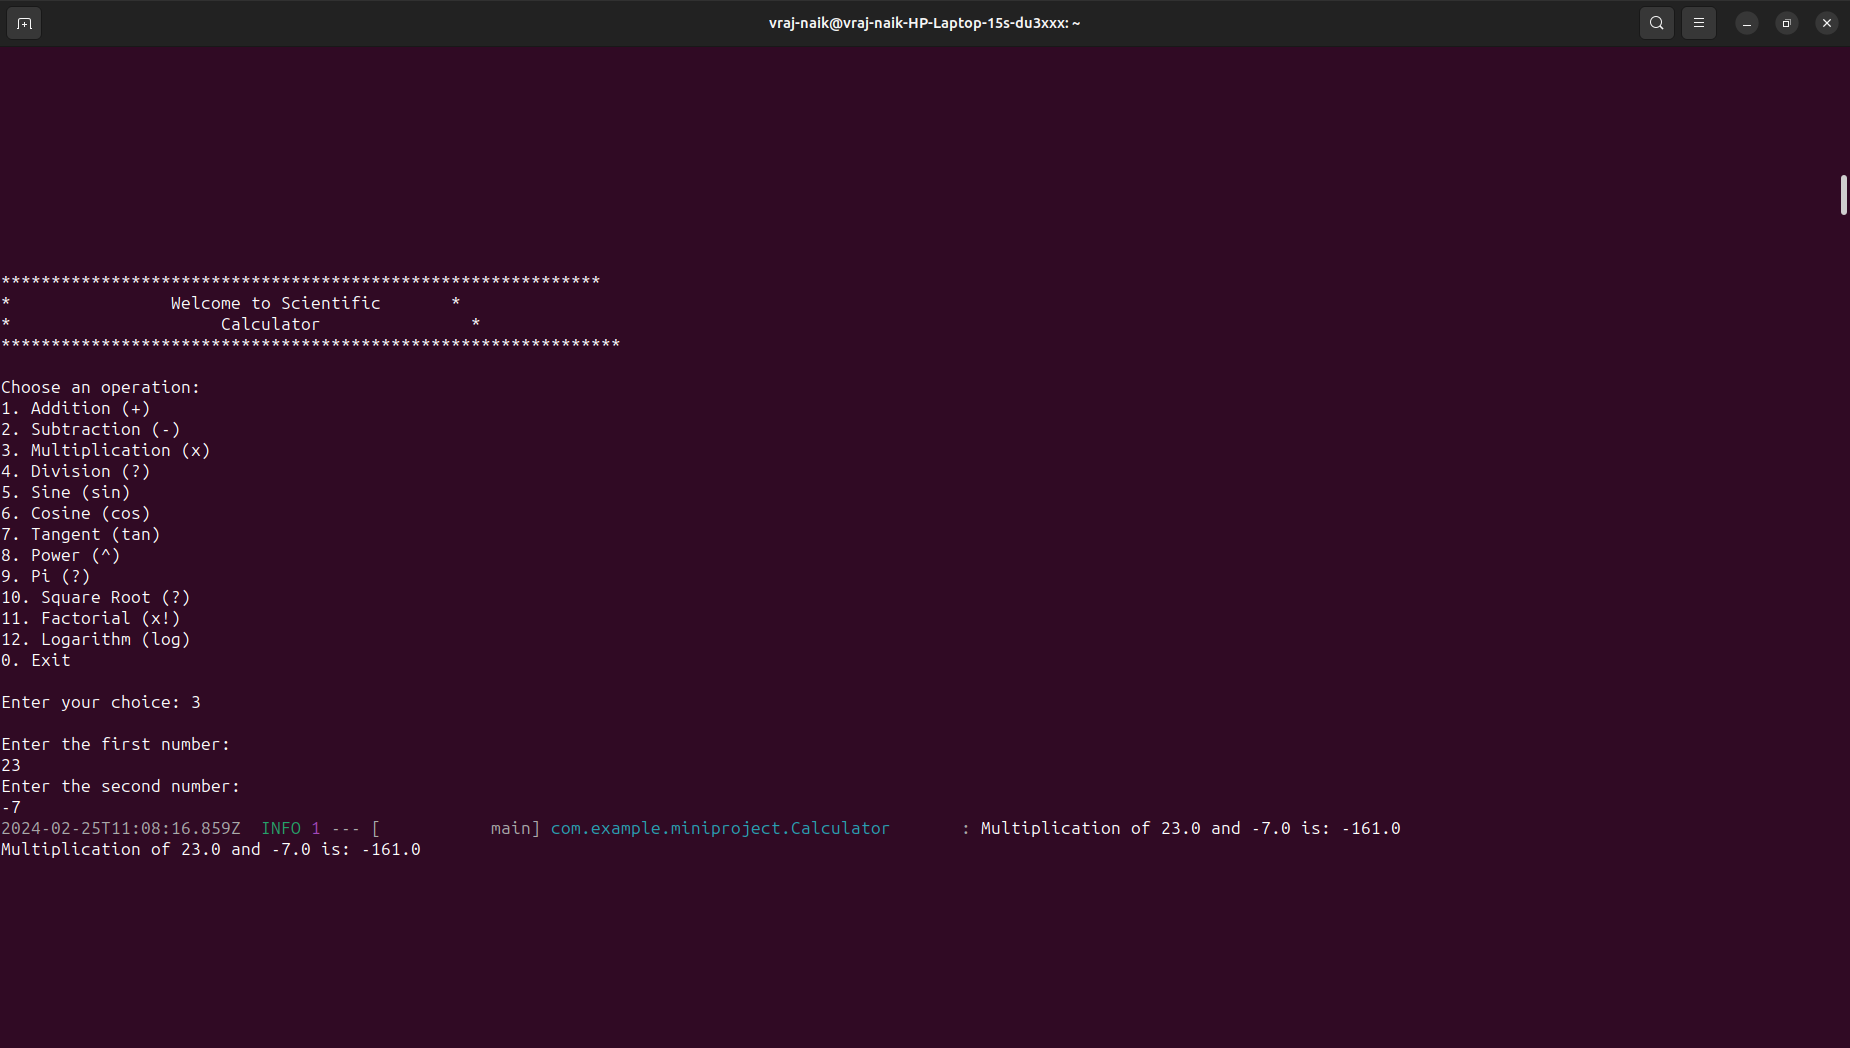 vraj-naik@vraj-naik-HP-Laptop-15s-du3xxx: ~
************************************************************
*                Welcome to Scientific       *
*                     Calculator               *
**************************************************************
Choose an operation:
1. Addition (+)
2. Subtraction (-)
3. Multiplication (x)
4. Division (?)
5. Sine (sin)
6. Cosine (cos)
7. Tangent (tan)
8. Power (^)
9. Pi (?)
10. Square Root (?)
11. Factorial (x!)
12. Logarithm (log)
0. Exit
Enter your choice: 3
Enter the first number:
23
Enter the second number:
-7
2024-02-25T11:08:16.859Z  INFO 1 --- [           main] com.example.miniproject.Calculator       : Multiplication of 23.0 and -7.0 is: -161.0
Multiplication of 23.0 and -7.0 is: -161.0